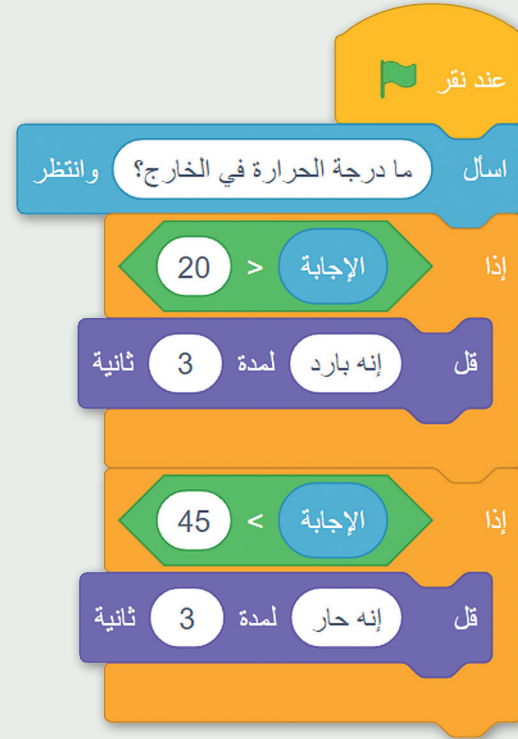 عند نقر
اسأل ما درجة الحرارة في الخارج؟ وانتظر
إذا الإجابة < 20
قل إنه بارد لمدة 3 ثانية
إذا الإجابة > 45
قل إنه حار لمدة 3 ثانية